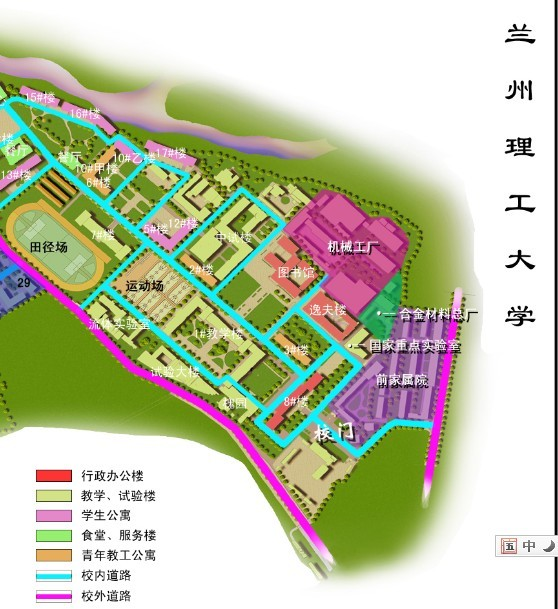 兰州理工大学
15#楼
16#楼
楼
餐厅
13#楼
餐厅
10#甲楼
10#乙楼
17#楼
6#楼
5#楼
12#楼
7#楼
田径场
29
中试楼
2#楼
运动场
流体实验室
1#教学楼
试验大楼
机械工厂
图书馆
逸夫楼
合金材料总厂
国家重点实验室
3#楼
前家属院
8#楼
校门
行政办公楼
教学、试验楼
学生公寓
食堂、服务楼
青年教工公寓
校内道路
校外道路
五 中